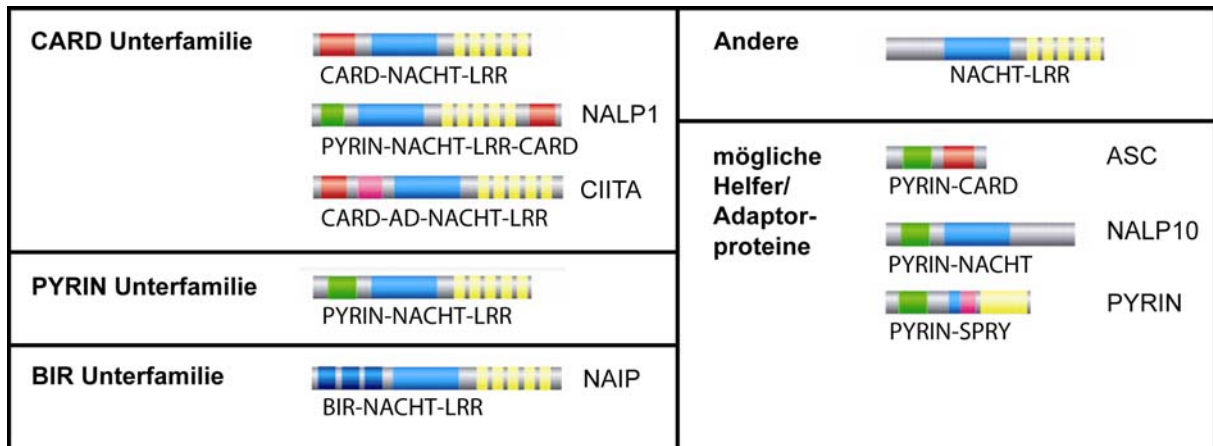 CARD Unterfamilie
CARD-NACHT-LRR
NALP1
PYRIN-NACHT-LRR-CARD
CIITA
CARD-AD-NACHT-LRR
PYRIN Unterfamilie
PYRIN-NACHT-LRR
BIR Unterfamilie
NAIP
BIR-NACHT-LRR
Andere
NACHT-LRR
mögliche
Helfer/
Adaptor-
proteine
ASC
PYRIN-CARD
NALP10
PYRIN-NACHT
PYRIN
PYRIN-SPRY